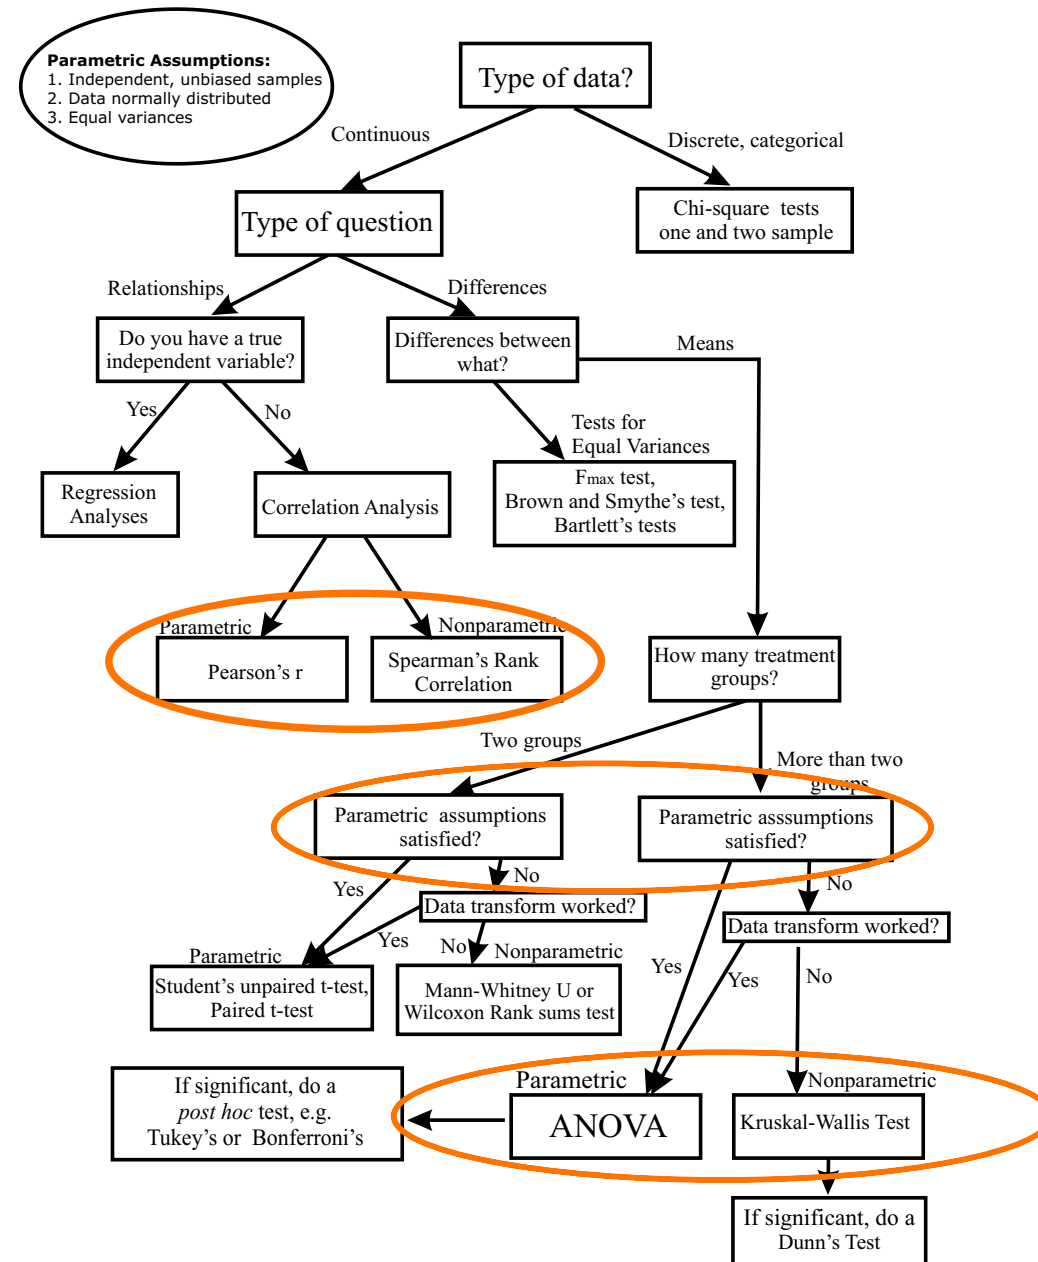 Parametric Assumptions:
1. Independent, unbiased samples
2. Data normally distributed
3. Equal variances
Type of data?
Continuous
Discrete, categorical
Type of question
Chi-square tests
one and two sample
Relationships
Differences
Do you have a true
independent variable?
Differences between
what?
Means
Yes
No
Tests for
Equal Variances
Regression
Analyses
Correlation Analysis
Fmax test,
Brown and Smythe's test,
Bartlett's tests
Parametric
Nonparametric
Pearson's r
Spearman's Rank
Correlation
How many treatment
groups?
Two groups
More than two
groups
Parametric assumptions
satisfied?
Parametric asssumptions
satisfied?
Yes
No
No
Data transform worked?
Data transform worked?
Yes
No
Nonparametric
Parametric
Yes
Yes
No
Student's unpaired t-test,
Paired t-test
Mann-Whitney U or
Wilcoxon Rank sums test
If significant, do a
post hoc test, e.g.
Tukey's or Bonferroni's
Parametric
ANOVA
Nonparametric
Kruskal-Wallis Test
If significant, do a
Dunn's Test